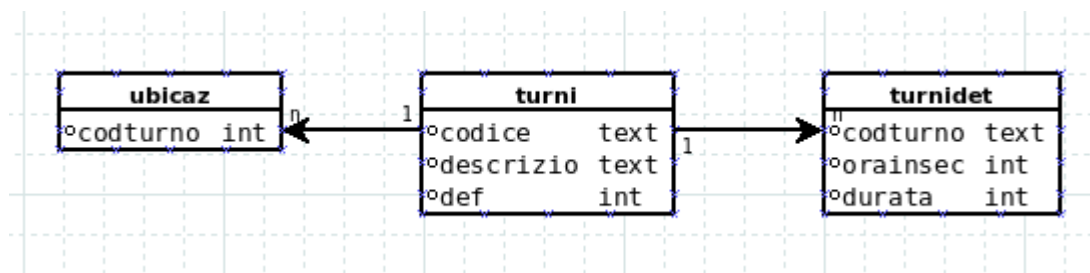 ubicaz
codturno int
n
1
turni
codice text
descrizio text
def int
1
turnidet
n
codturno text
orainsec int
durata int